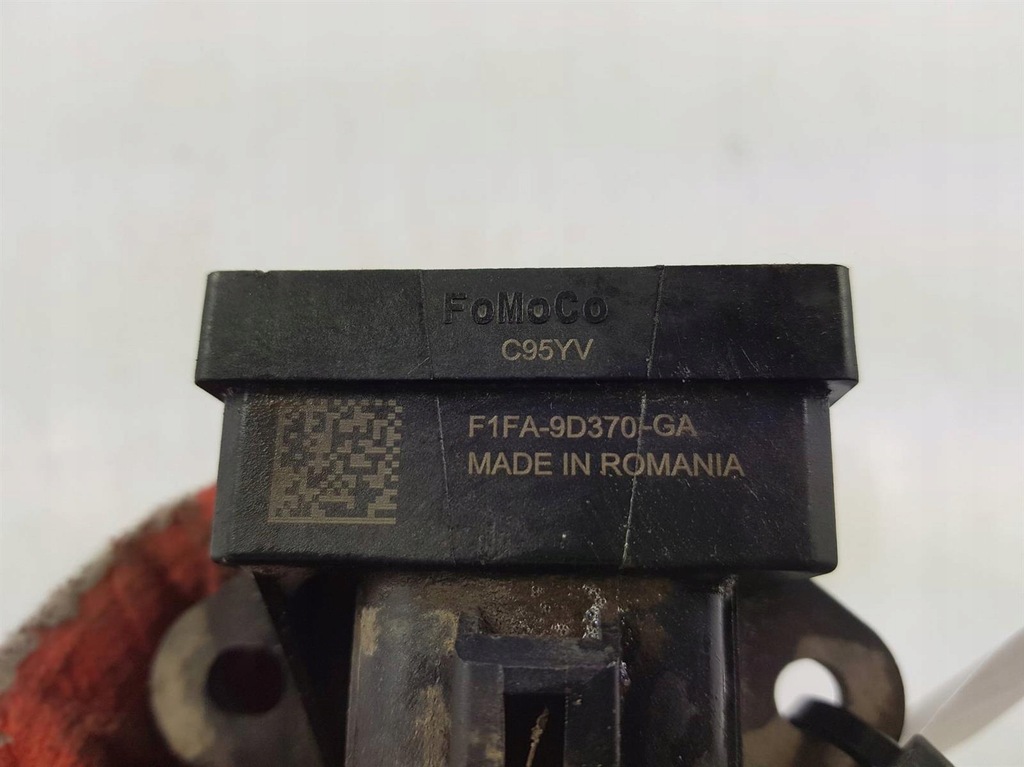 FoMoCo
C95YV
F1FA-9D370-GA
MADE IN ROMANIA